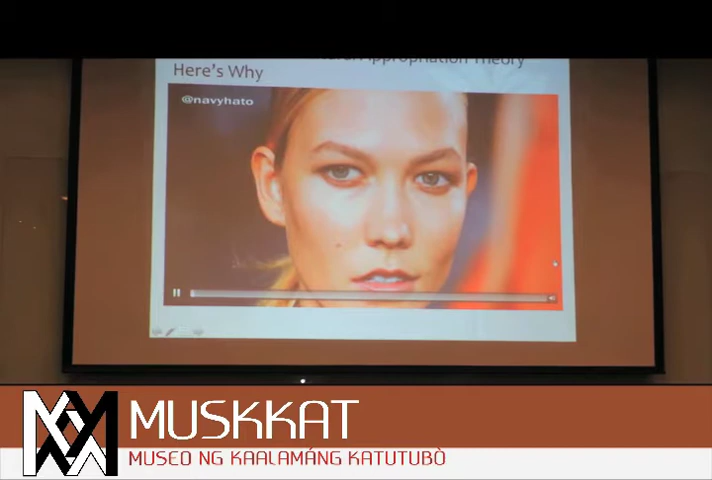 Appropriation Theory
Here's Why
@navyhato
MUSKKAT
MUSEO NG KAALAMÁNG KATUTUBÒ